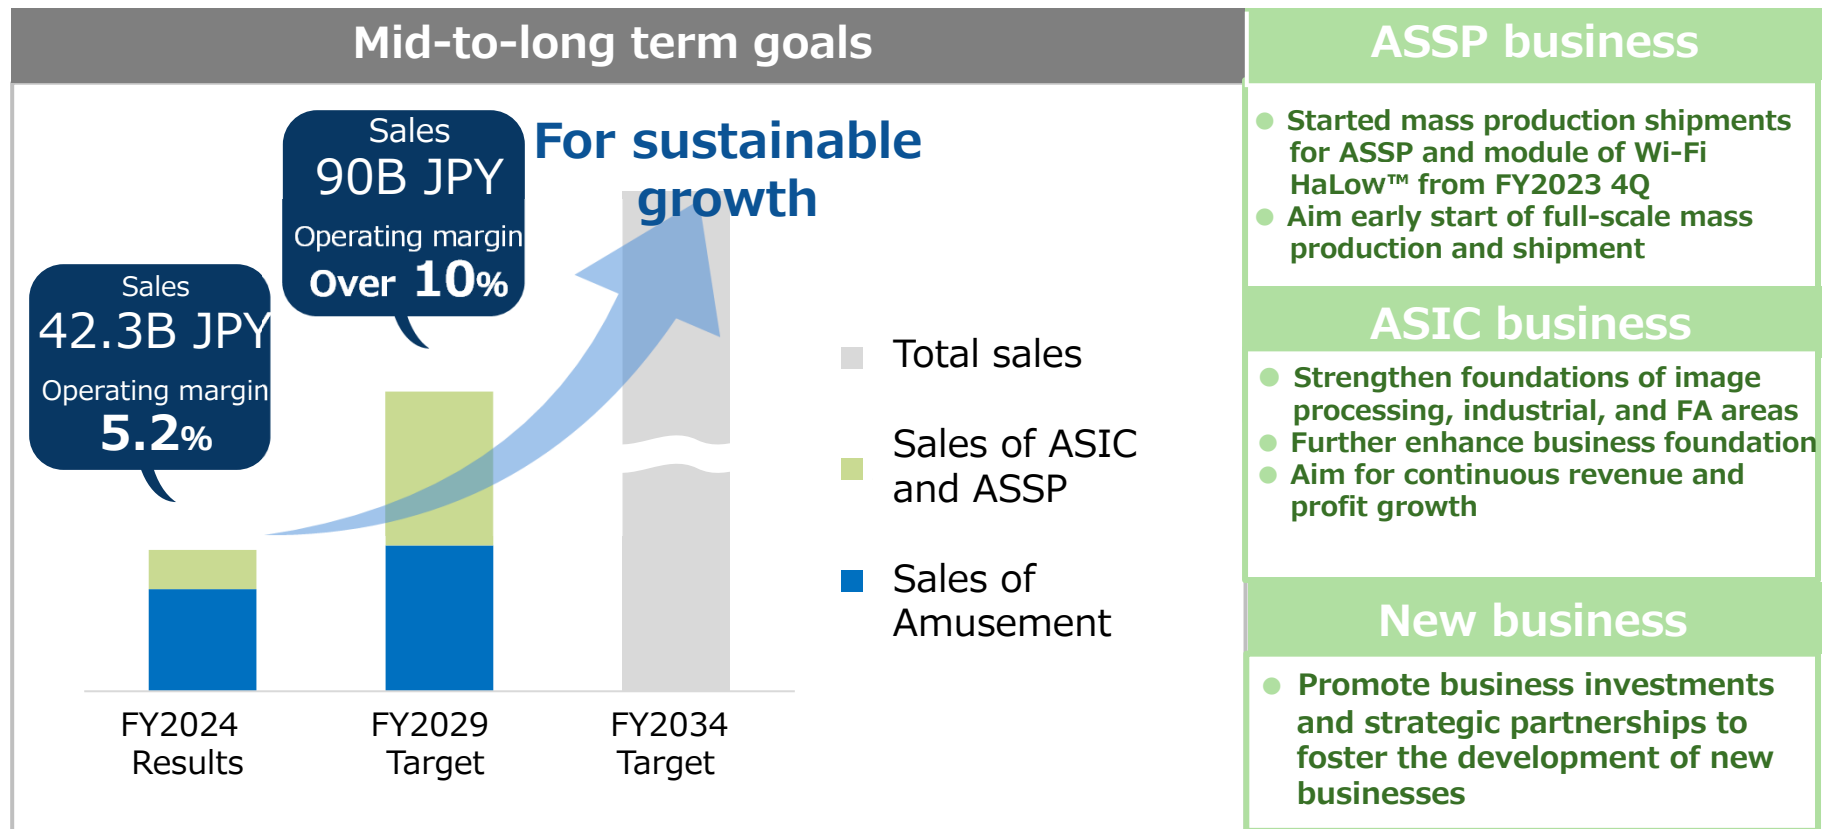 Mid-to-long term goals
For sustainable
growth
Sales
90B JPY
Operating margin
Over 10%
Sales
42.3B JPY
Operating margin
5.2%
Total sales
Sales of ASIC
and ASSP
Sales of
Amusement
FY2024
Results
FY2029
Target
FY2034
Target
ASSP business
● Started mass production shipments
for ASSP and module of Wi-Fi
HaLow™ from FY2023 4Q
● Aim early start of full-scale mass
production and shipment
ASIC business
● Strengthen foundations of image
processing, industrial, and FA areas
● Further enhance business foundation
● Aim for continuous revenue and
profit growth
New business
● Promote business investments
and strategic partnerships to
foster the development of new
businesses